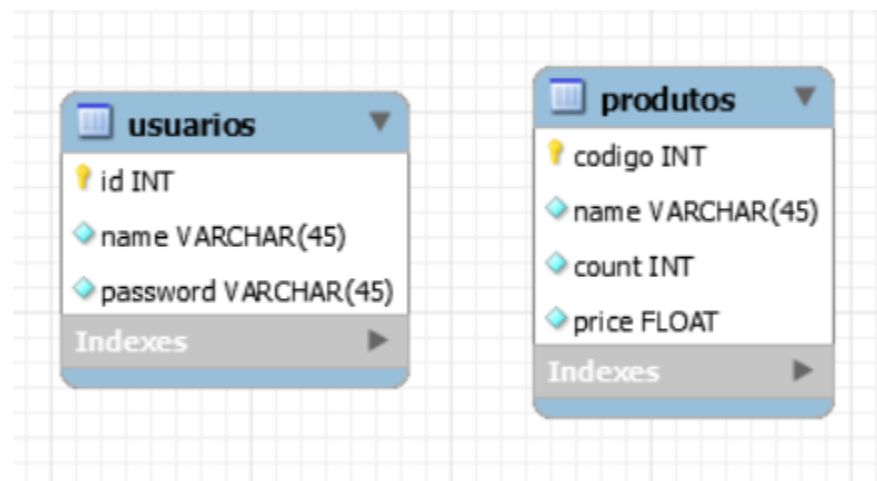 usuarios
id INT
name VARCHAR(45)
password VARCHAR(45)
Indexes
produtos
codigo INT
name VARCHAR(45)
count INT
price FLOAT
Indexes